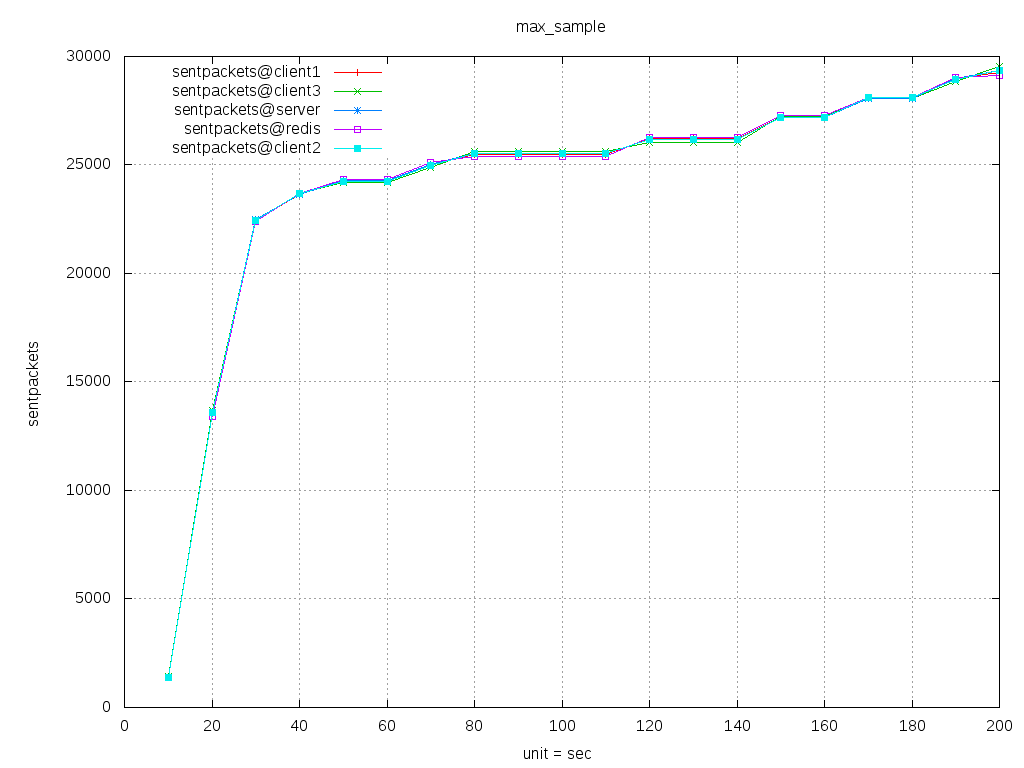 max_sample
30000
25000
20000
15000
10000
5000
0
sentpackets
sentpackets@client1
sentpackets@client3
sentpackets@server
sentpackets@redis
sentpackets@client2
0 20 40 60 80 100 120 140 160 180 200
unit = sec